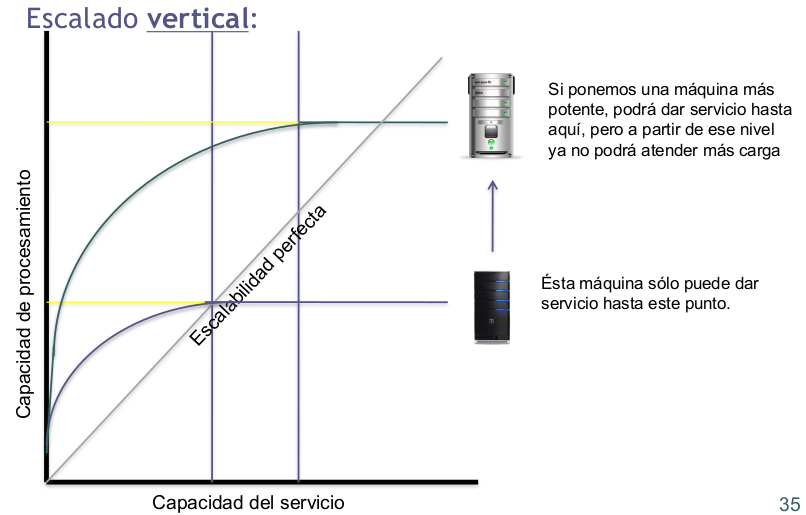 Escalado vertical:
Si ponemos una máquina más
potente, podrá dar servicio hasta
aquí, pero a partir de ese nivel
ya no podrá atender más carga
Ésta máquina sólo puede dar
servicio hasta este punto.
Escalabilidad perfecta
Capacidad de procesamiento
Capacidad del servicio
35